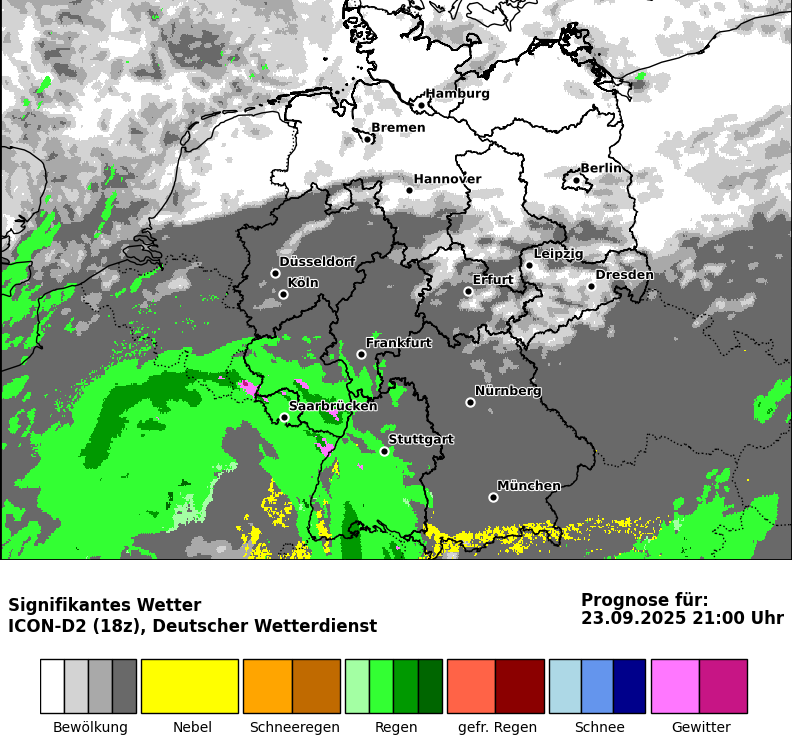 Hamburg
Bremen
Berlin
Hannover
Leipzig
Düsseldorf
Dresden
Köln
Erfurt
Frankfurt
Nürnberg
Saarbrücken
Stuttgart
München
Signifikantes Wetter
ICON-D2 (18z), Deutscher Wetterdienst
Prognose für:
23.09.2025 21:00 Uhr
Bewölkung Nebel Schneeregen Regen gefr. Regen Schnee Gewitter